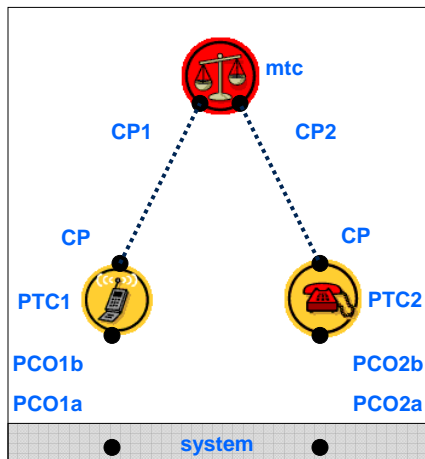 mtc
CP1
CP2
CP
CP
PTC1
PTC2
PCO1b
PCO2b
PCO1a
PCO2a
system